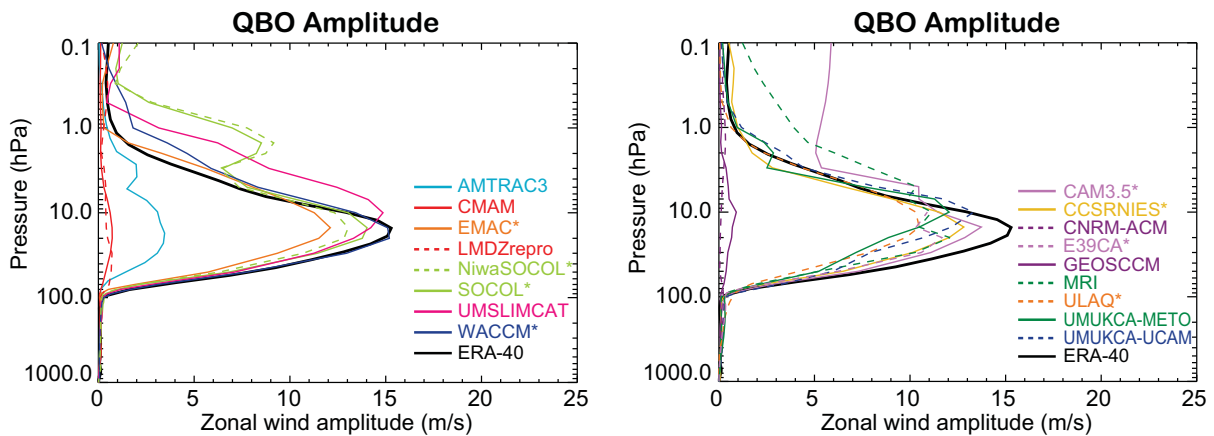 QBO Amplitude
0.1
1.0
10.0
100.0
1000.0
Pressure (hPa)
AMTRAC3
CMAM
EMAC*
LMDZrepro
NiwaSOCOL*
SOCOL*
UMSLIMCAT
WACCM*
ERA-40
0 5 10 15 20 25
Zonal wind amplitude (m/s)
QBO Amplitude
0.1
1.0
10.0
100.0
1000.0
Pressure (hPa)
CAM3.5*
CCSRNIES*
CNRM-ACM
E39CA*
GEOSCCM
MRI
ULAQ*
UMUKCA-METO
UMUKCA-UCAM
ERA-40
0 5 10 15 20 25
Zonal wind amplitude (m/s)